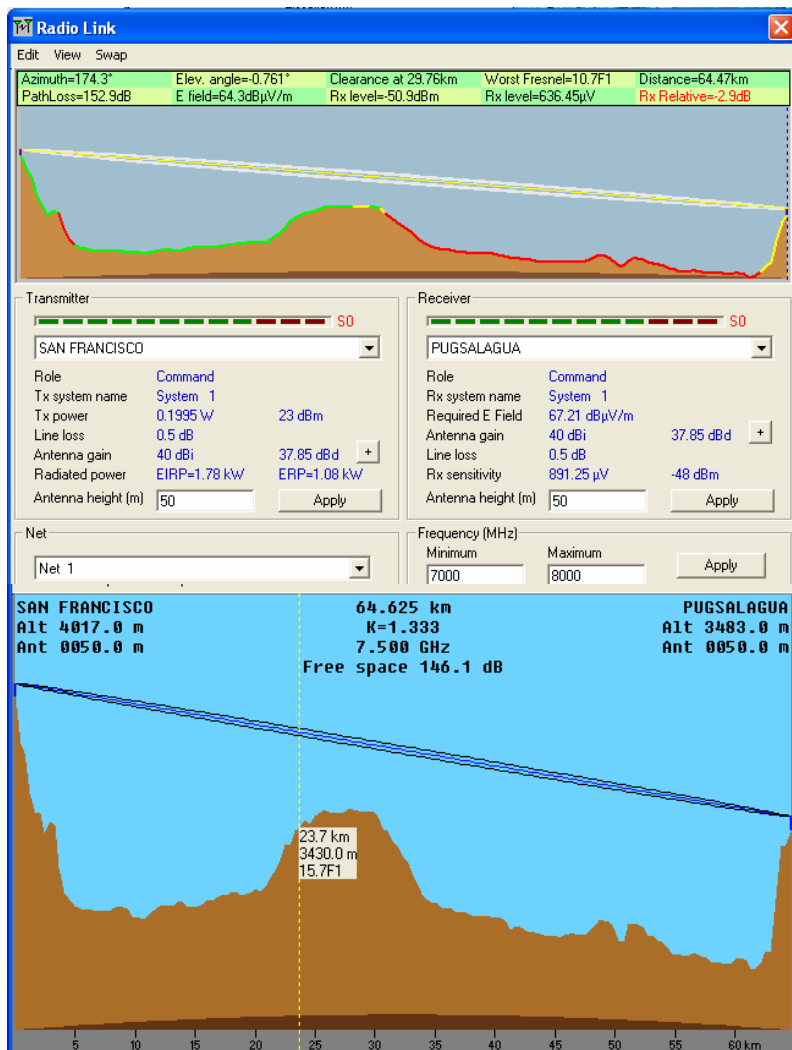 Radio Link
Edit View Swap
Azimuth=174.3° Elev. angle=-0.761° Clearance at 29.76km Worst Fresnel=10.7F1 Distance=64.47km
PathLoss=152.9dB E field=64.3dBµV/m Rx level=-50.9dBm Rx level=636.45µV Rx Relative=-2.9dB
Transmitter
S0
SAN FRANCISCO
Role Command
Tx system name System 1
Tx power 0.1995 W 23 dBm
Line loss 0.5 dB
Antenna gain 40 dBi 37.85 dBd +
Radiated power EIRP=1.78 kW ERP=1.08 kW
Antenna height (m) 50 Apply
Receiver
S0
PUGSALAGUA
Role Command
Rx system name System 1
Required E Field 67.21 dBµV/m
Antenna gain 40 dBi 37.85 dBd +
Line loss 0.5 dB
Rx sensitivity 891.25 µV -48 dBm
Antenna height (m) 50 Apply
Net
Net 1
Frequency (MHz)
Minimum Maximum
7000 8000 Apply
SAN FRANCISCO 64.625 km PUGSALAGUA
Alt 4017.0 m K=1.333 Alt 3483.0 m
Ant 0050.0 m 7.500 GHz Ant 0050.0 m
Free space 146.1 dB
23.7 km
3430.0 m
15.7F1
5 10 15 20 25 30 35 40 45 50 55 60 km